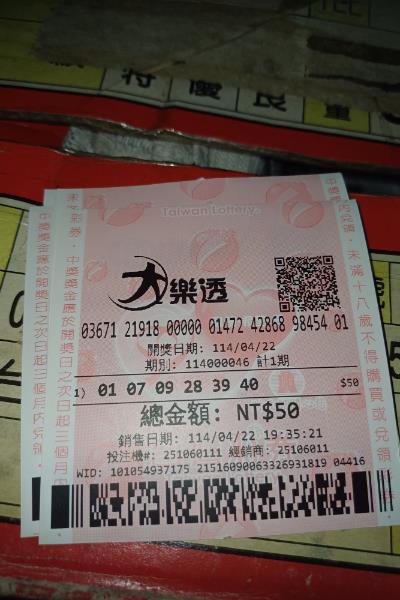 特優良
Taiwan Lottery
大樂透
03671 21918 00000 01472 42868 98454 01
開獎日期: 114/04/22
期別: 114000046 計1期
1) 01 07 09 28 39 40 $50
總金額: NT$50
銷售日期: 114/04/22 19:35:21
投注機#: 251060111 經銷商: 25106011
WID: 101054937175 21516090063326931819 04416
中獎獎金應於開獎日之次日起三個月內兌領
未滿十八歲不得購買或兌領